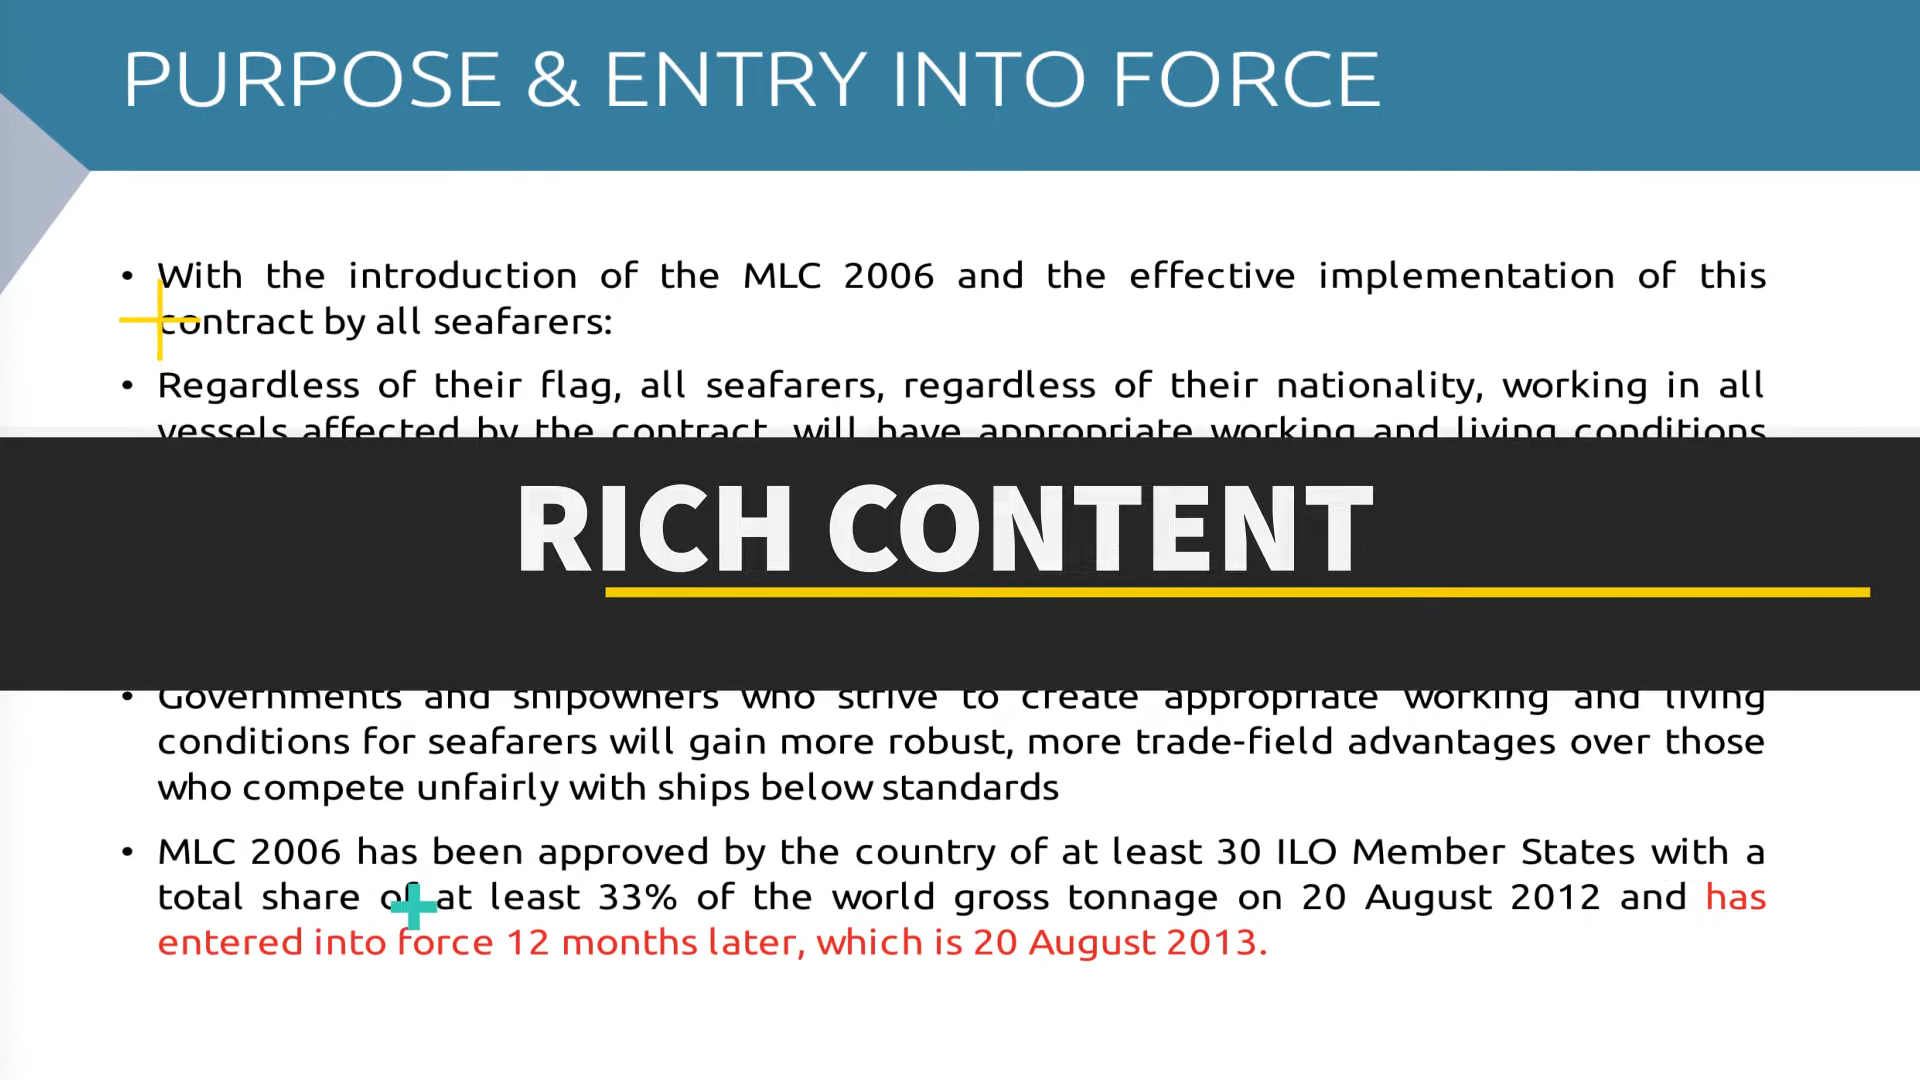 PURPOSE & ENTRY INTO FORCE
• With the introduction of the MLC 2006 and the effective implementation of this
contract by all seafarers:
• Regardless of their flag, all seafarers, regardless of their nationality, working in all
vessels affected by the contract, will have appropriate working and living conditions
RICH CONTENT
• Governments and shipowners who strive to create appropriate working and living
conditions for seafarers will gain more robust, more trade-field advantages over those
who compete unfairly with ships below standards
• MLC 2006 has been approved by the country of at least 30 ILO Member States with a
total share of at least 33% of the world gross tonnage on 20 August 2012 and has
entered into force 12 months later, which is 20 August 2013.